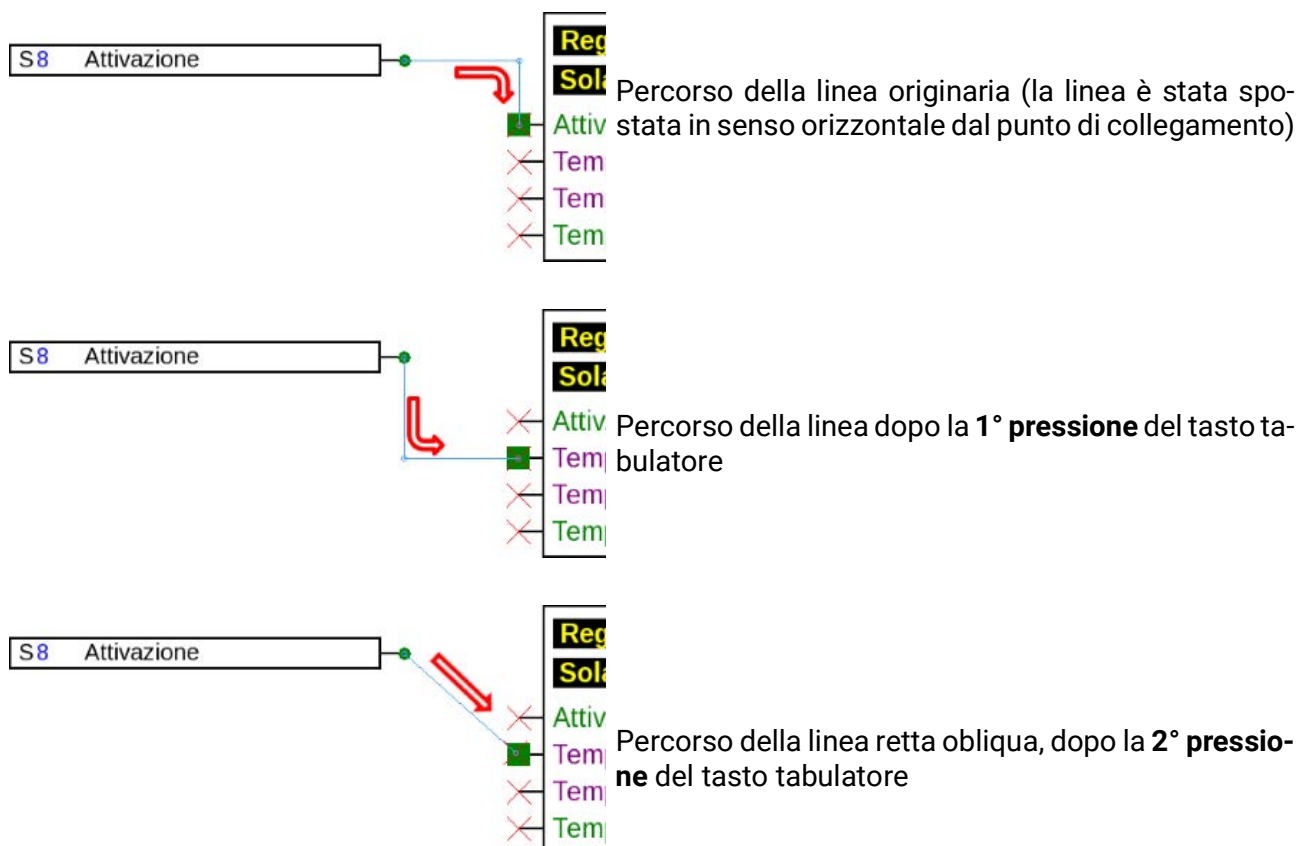 S8 Attivazione
Reg
Sola
Attiv
Tem
Tem
Tem
Percorso della linea originaria (la linea è stata spo-
stata in senso orizzontale dal punto di collegamento)
S8 Attivazione
Reg
Sola
Attiv
Temp
Temp
Temp
Percorso della linea dopo la 1° pressione del tasto ta-
bulatore
S8 Attivazione
Reg
Sola
Attiv
Temp
Temp
Temp
Percorso della linea retta obliqua, dopo la 2° pressio-
ne del tasto tabulatore